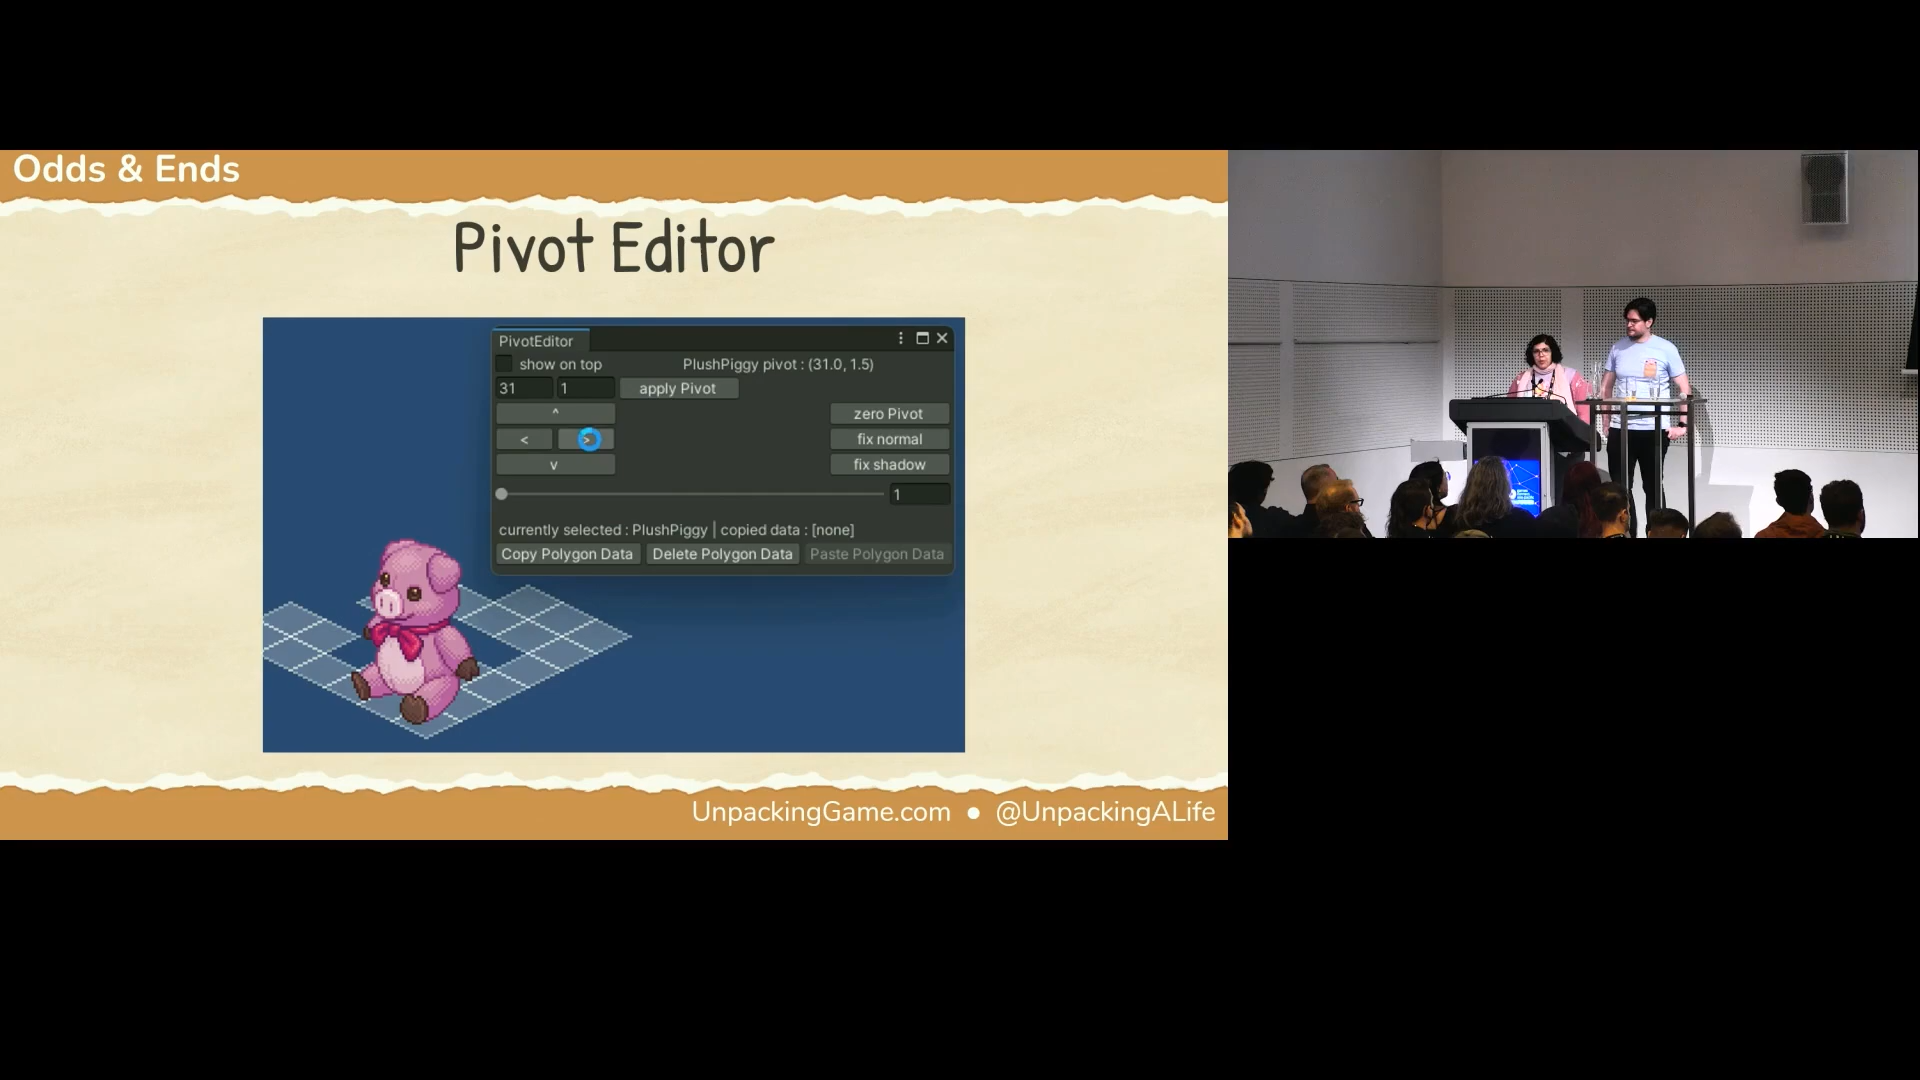 Odds & Ends
Pivot Editor
PivotEditor
show on top
PlushPiggy pivot : (31.0, 1.5)
31
1
apply Pivot
^
zero Pivot
<
>
fix normal
v
fix shadow
1
currently selected : PlushPiggy | copied data : [none]
Copy Polygon Data
Delete Polygon Data
Paste Polygon Data
UnpackingGame.com ● @UnpackingALife